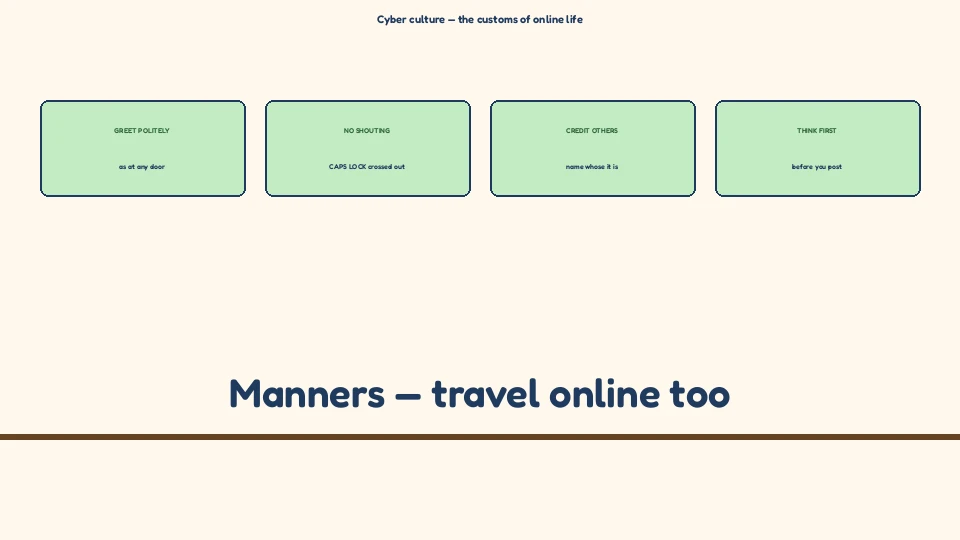 Cyber culture — the customs of online life
GREET POLITELY
as at any door
NO SHOUTING
CAPS LOCK crossed out
CREDIT OTHERS
name whose it is
THINK FIRST
before you post
Manners — travel online too